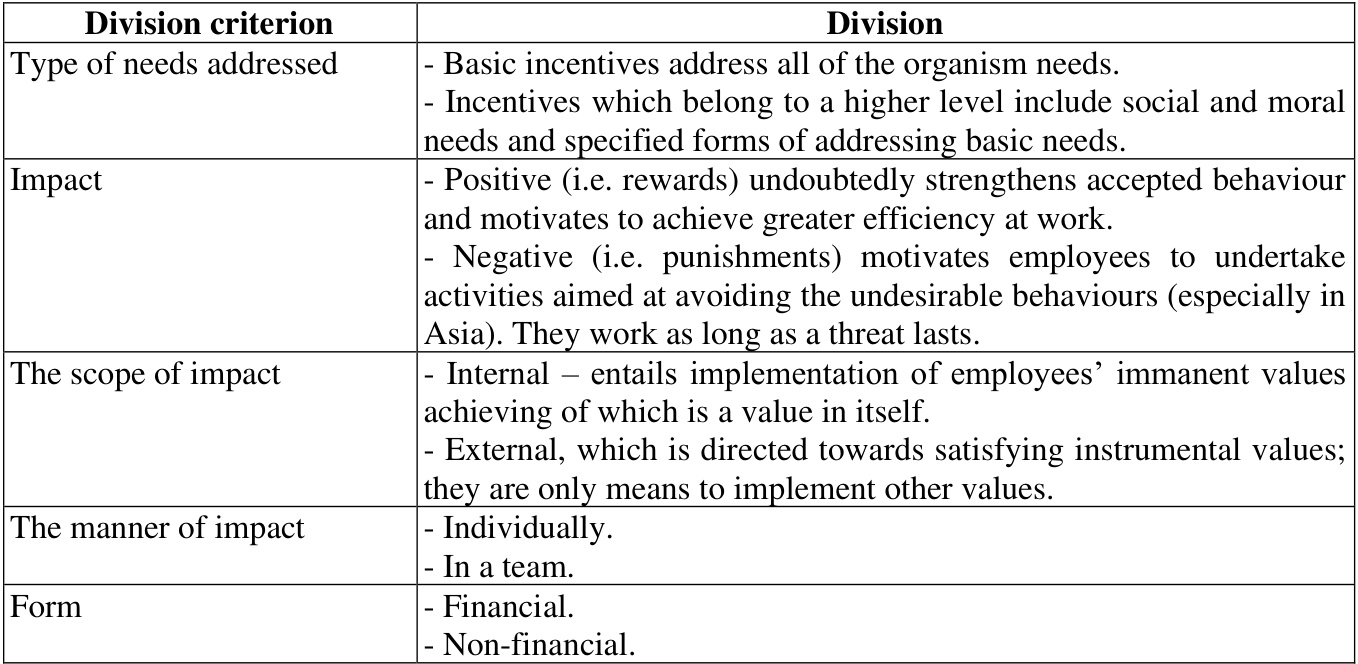 Division criterion Division
Type of needs addressed - Basic incentives address all of the organism needs.
- Incentives which belong to a higher level include social and moral
needs and specified forms of addressing basic needs.
Impact - Positive (i.e. rewards) undoubtedly strengthens accepted behaviour
and motivates to achieve greater efficiency at work.
- Negative (i.e. punishments) motivates employees to undertake
activities aimed at avoiding the undesirable behaviours (especially in
Asia). They work as long as a threat lasts.
The scope of impact - Internal – entails implementation of employees’ immanent values
achieving of which is a value in itself.
- External, which is directed towards satisfying instrumental values;
they are only means to implement other values.
The manner of impact - Individually.
- In a team.
Form - Financial.
- Non-financial.